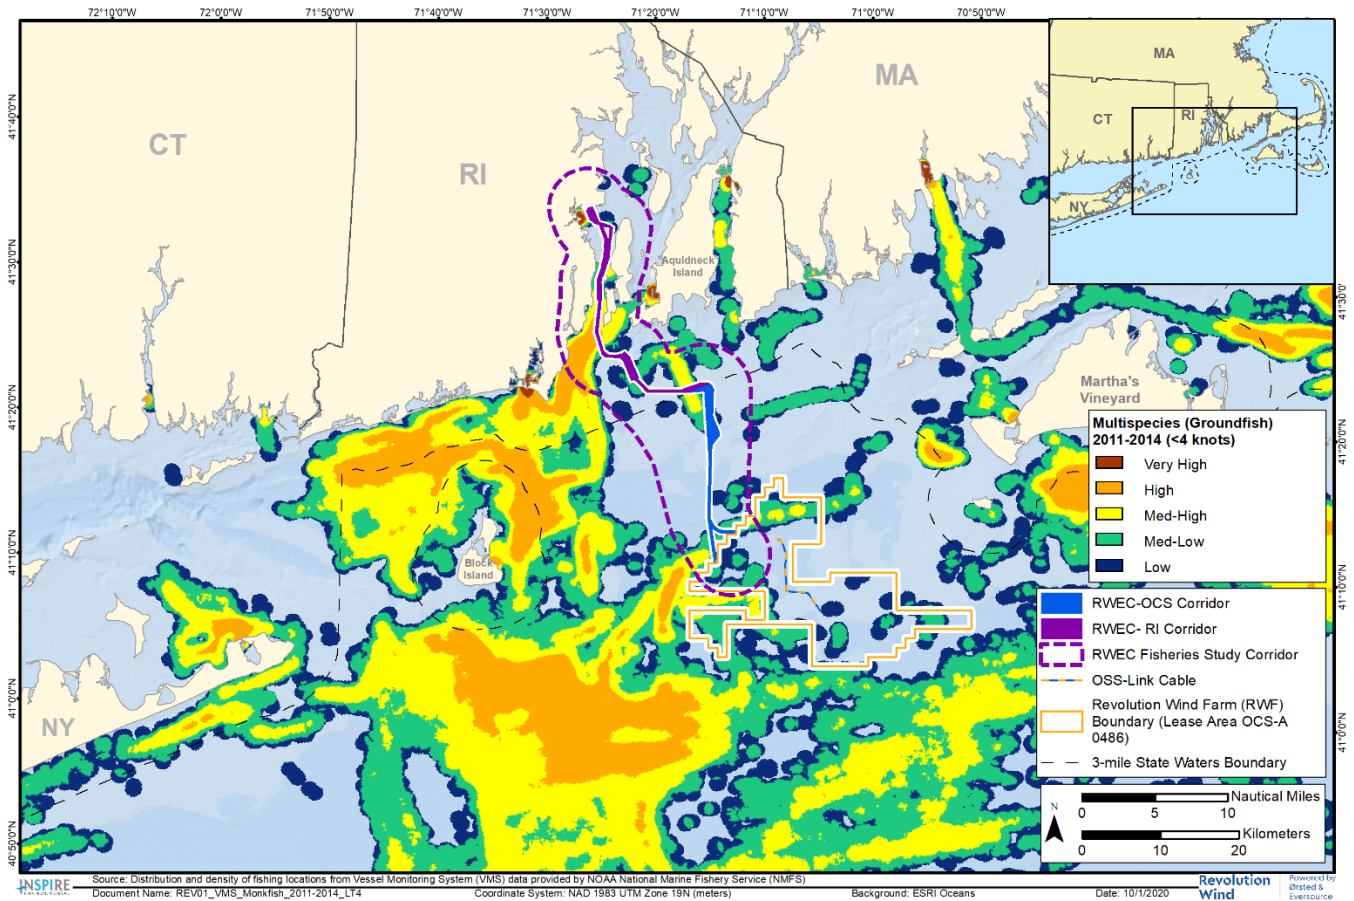 72°10'0"W 72°0'0"W 71°50'0"W 71°40'0"W 71°30'0"W 71°20'0"W 71°10'0"W 71°0'0"W 70°50'0"W
41°40'0"N
41°30'0"N
41°20'0"N
41°10'0"N
41°0'0"N
40°50'0"N
CT
RI
MA
NY
Aquidneck
Island
Block
Island
Martha's
Vineyard
MA
CT
RI
NY
41°30'0"
41°20'0"N
41°10'0"N
41°0'0"N
Multispecies (Groundfish)
2011-2014 (<4 knots)
Very High
High
Med-High
Med-Low
Low
RWEC-OCS Corridor
RWEC- RI Corridor
RWEC Fisheries Study Corridor
OSS-Link Cable
Revolution Wind Farm (RWF)
Boundary (Lease Area OCS-A
0486)
3-mile State Waters Boundary
N
Nautical Miles
0 5 10
Kilometers
0 10 20
INSPIRE
ENVIRONMENTAL
Source: Distribution and density of fishing locations from Vessel Monitoring System (VMS) data provided by NOAA National Marine Fishery Service (NMFS)
Document Name: REV01_VMS_Monkfish_2011-2014_LT4 Coordinate System: NAD 1983 UTM Zone 19N (meters) Background: ESRI Oceans Date: 10/1/2020
Revolution
Wind
Powered by
Ørsted &
Eversource